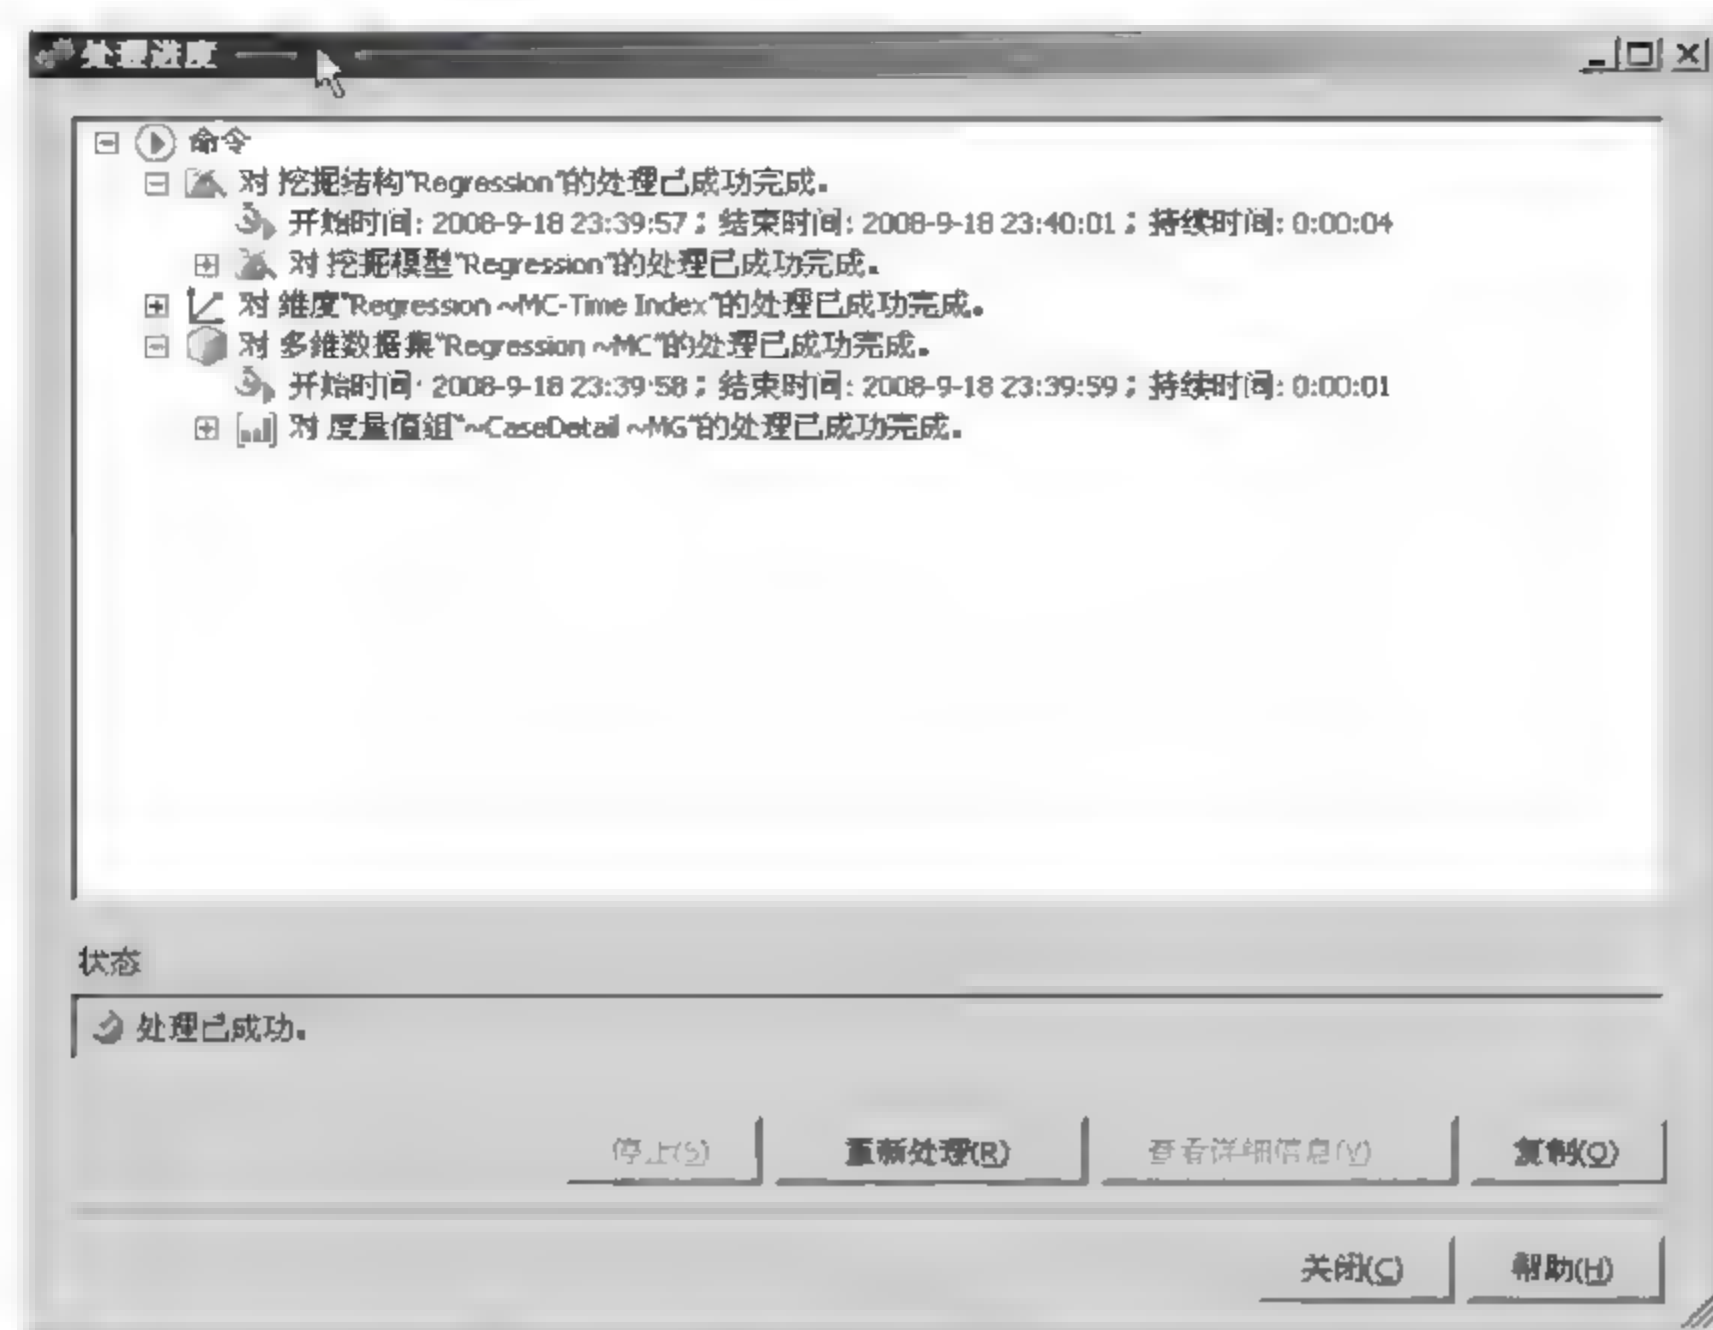 处理进度
命令
对 挖掘结构"Regression"的处理已成功完成。
开始时间: 2008-9-18 23:39:57；结束时间: 2008-9-18 23:40:01；持续时间: 0:00:04
对 挖掘模型"Regression"的处理已成功完成。
对 维度"Regression ~MC-Time Index"的处理已成功完成。
对 多维数据集"Regression ~MC"的处理已成功完成。
开始时间: 2008-9-18 23:39:58；结束时间: 2008-9-18 23:39:59；持续时间: 0:00:01
对 度量值组"~CaseDetail ~MG"的处理已成功完成。
状态
处理已成功。
停止(S) 重新处理(R) 查看详细信息(V) 复制(O)
关闭(C) 帮助(H)